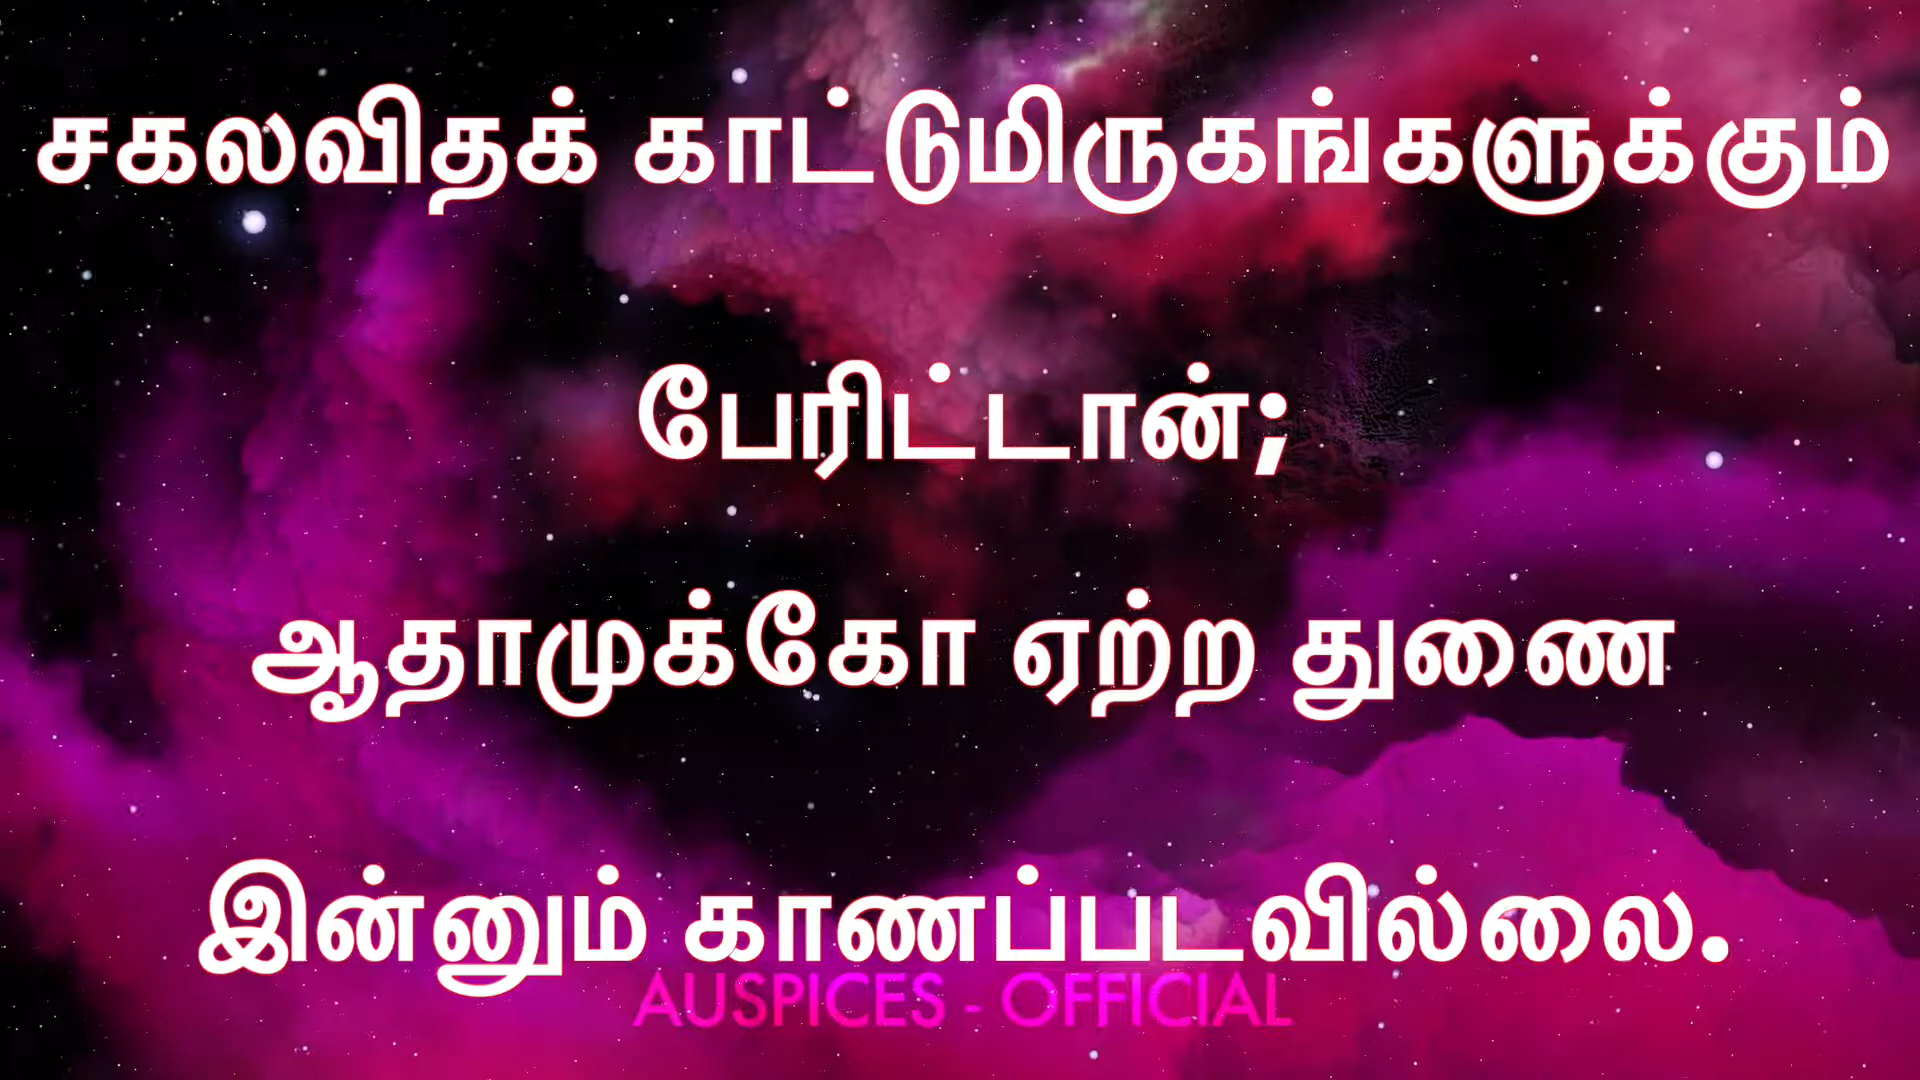 சகலவிதக் காட்டுமிருகங்களுக்கும்
பேரிட்டான்;
ஆதாமுக்கோ ஏற்ற துணை
இன்னும் காணப்படவில்லை.
AUSPICES - OFFICIAL